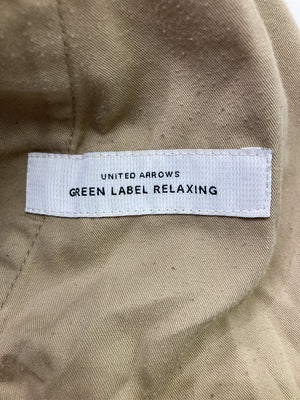 UNITED ARROWS
GREEN LABEL RELAXING